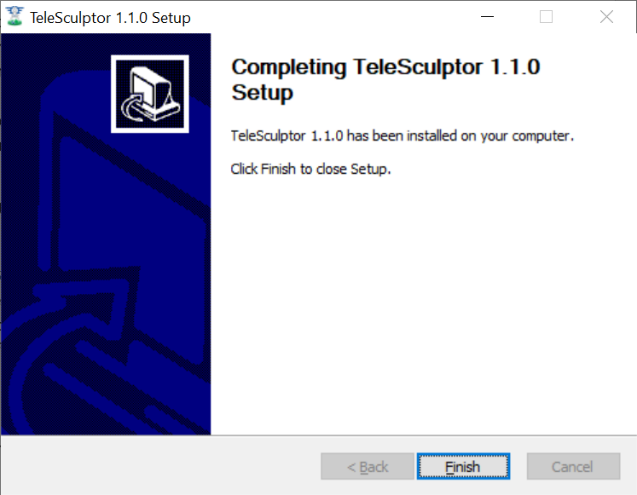 TeleSculptor 1.1.0 Setup
Completing TeleSculptor 1.1.0
Setup
TeleSculptor 1.1.0 has been installed on your computer.
Click Finish to close Setup.
< Back
Finish
Cancel